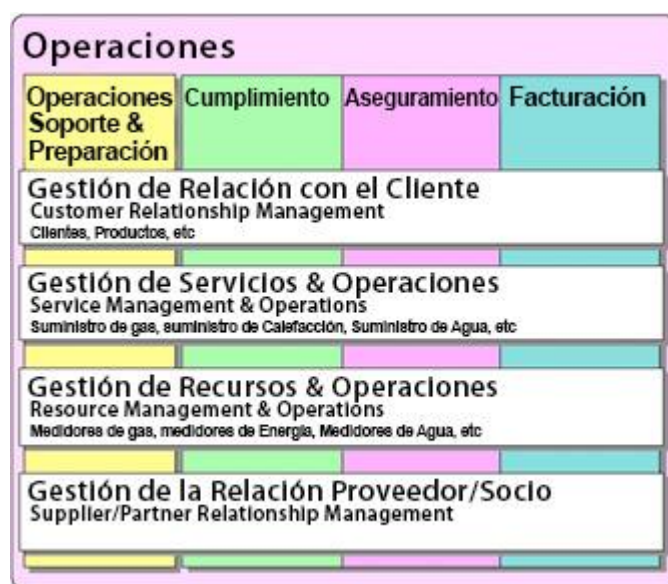 Operaciones
Operaciones
Soporte &
Preparación
Cumplimiento
Aseguramiento
Facturación
Gestión de Relación con el Cliente
Customer Relationship Management
Clientes, Productos, etc
Gestión de Servicios & Operaciones
Service Management & Operations
Suministro de gas, suministro de Calefacción, Suministro de Agua, etc
Gestión de Recursos & Operaciones
Resource Management & Operations
Medidores de gas, medidores de Energía, Medidores de Agua, etc
Gestión de la Relación Proveedor/Socio
Supplier/Partner Relationship Management